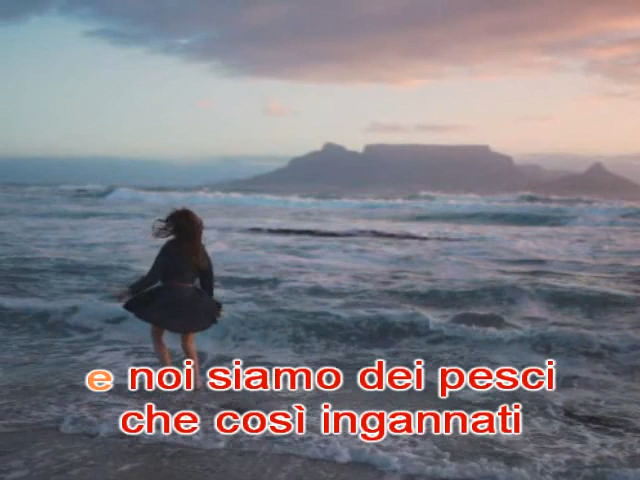 e noi siamo dei pesci
che così ingannati